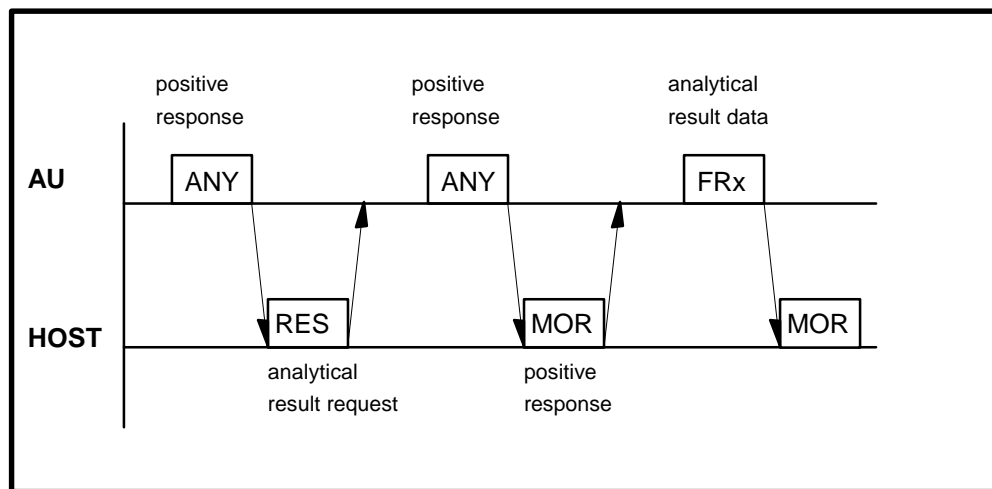 positive
response
positive
response
analytical
result data
AU
ANY
ANY
FRx
HOST
RES
MOR
MOR
analytical
result request
positive
response